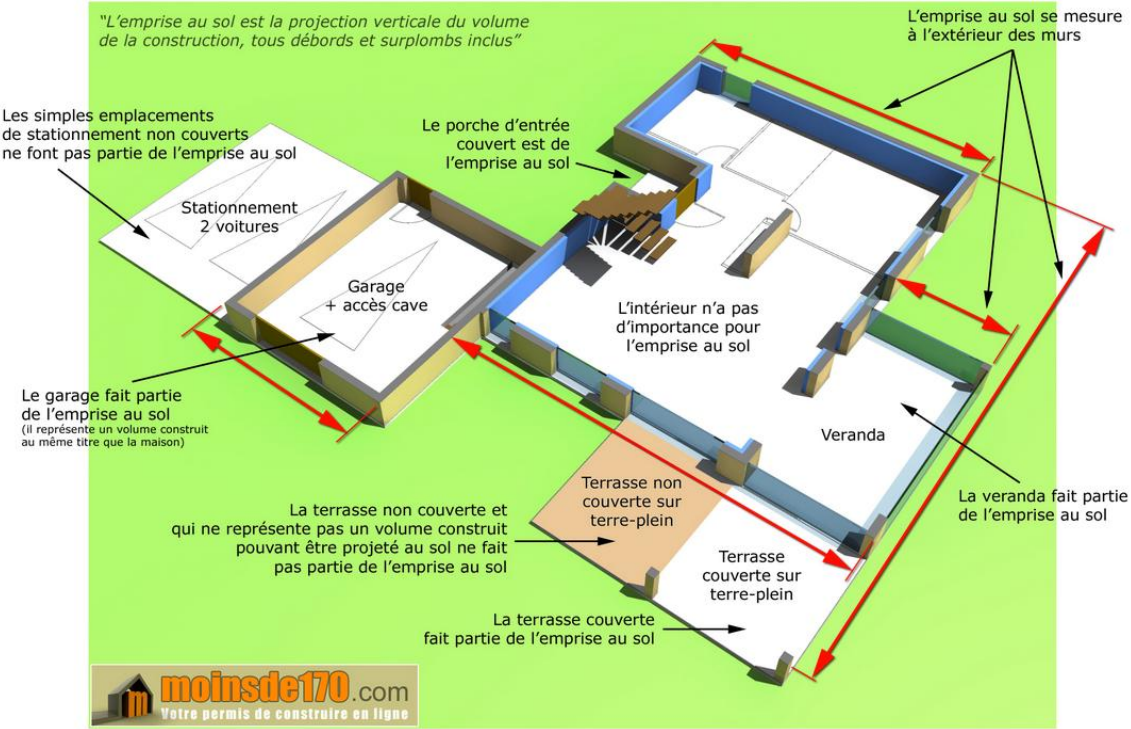 “L’emprise au sol est la projection verticale du volume
de la construction, tous débords et surplombs inclus”
L’emprise au sol se mesure
à l’extérieur des murs
Les simples emplacements
de stationnement non couverts
ne font pas partie de l’emprise au sol
Le porche d’entrée
couvert est de
l’emprise au sol
Stationnement
2 voitures
Garage
+ accès cave
L’intérieur n’a pas
d’importance pour
l’emprise au sol
Le garage fait partie
de l’emprise au sol
(il représente un volume construit
au même titre que la maison)
Veranda
La veranda fait partie
de l’emprise au sol
Terrasse non
couverte sur
terre-plein
La terrasse non couverte et
qui ne représente pas un volume construit
pouvant être projeté au sol ne fait
pas partie de l’emprise au sol
Terrasse
couverte sur
terre-plein
La terrasse couverte
fait partie de l’emprise au sol
m moinsde170.com
Votre permis de construire en ligne